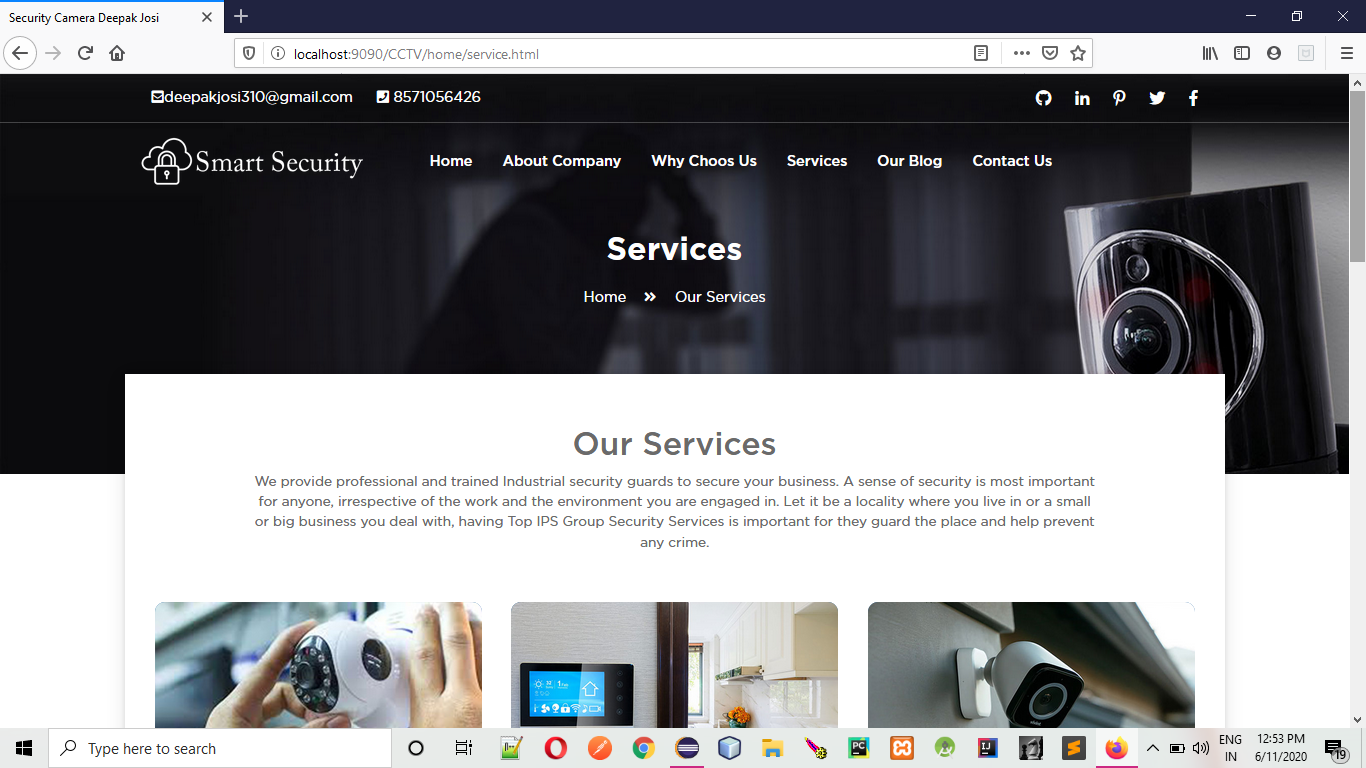 Security Camera Deepak Josi
localhost:9090/CCTV/home/service.html
deepakjosi310@gmail.com 8571056426
Smart Security
Home About Company Why Choos Us Services Our Blog Contact Us
Services
Home » Our Services
Our Services
We provide professional and trained Industrial security guards to secure your business. A sense of security is most important
for anyone, irrespective of the work and the environment you are engaged in. Let it be a locality where you live in or a small
or big business you deal with, having Top IPS Group Security Services is important for they guard the place and help prevent
any crime.
Type here to search
ENG
IN
12:53 PM
6/11/2020
19